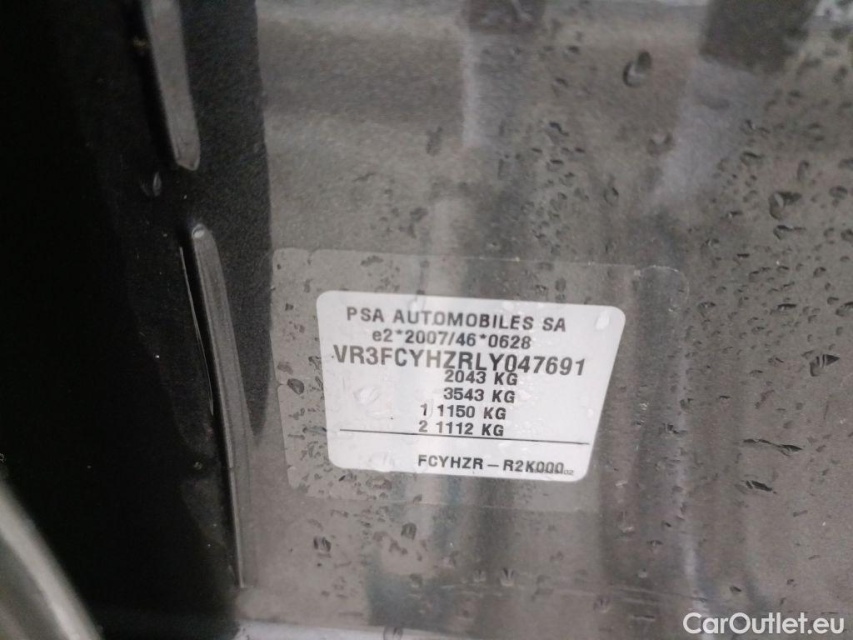 PSA AUTOMOBILES SA
e2*2007/46*0628
VR3FCYHZRLY047691
2043 KG
3543 KG
1 1150 KG
2 1112 KG
FCYHZR – R2K000
CarOutlet.eu